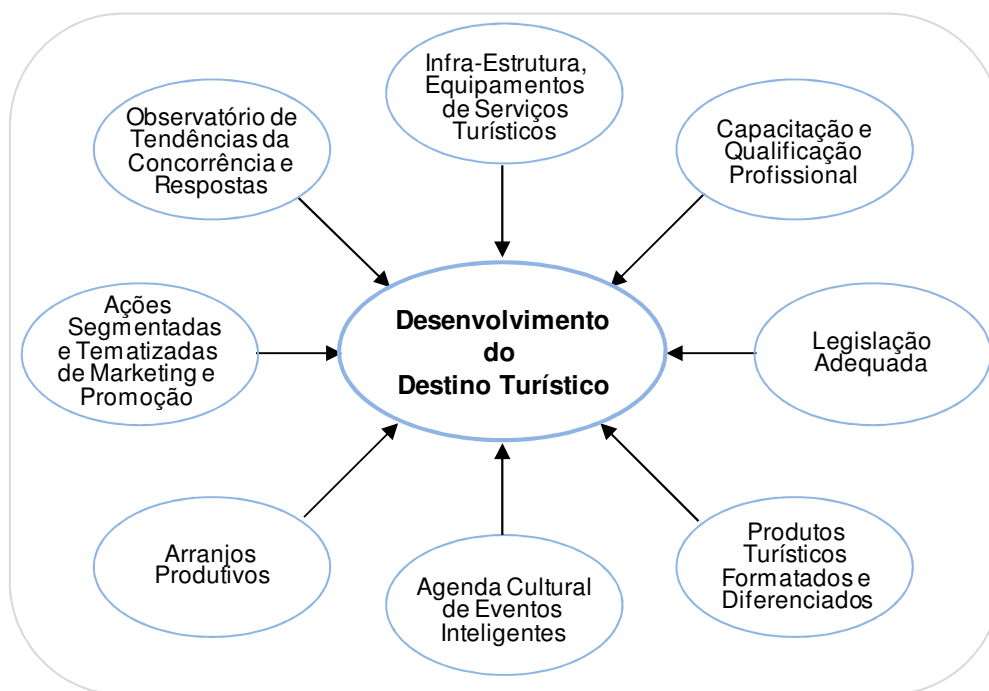 Infra-Estrutura,
Equipamentos
de Serviços
Turísticos
Observatório de
Tendências da
Concorrência e
Respostas
Capacitação e
Qualificação
Profissional
Ações
Segmentadas
e Tematizadas
de Marketing e
Promoção
Desenvolvimento
do
Destino Turístico
Legislação
Adequada
Arranjos
Produtivos
Agenda Cultural
de Eventos
Inteligentes
Produtos
Turísticos
Formatados e
Diferenciados